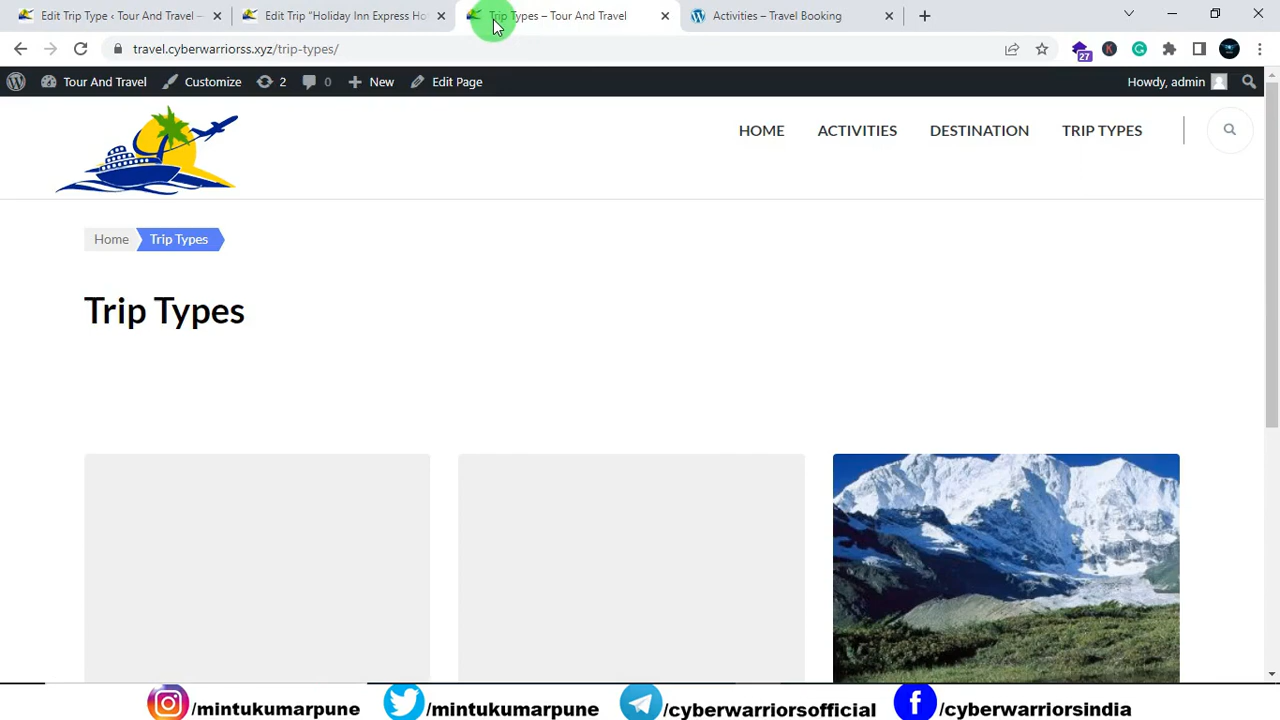 Edit Trip Type ‹ Tour And Travel —
Edit Trip "Holiday Inn Express Ho
Trip Types – Tour And Travel
Activities – Travel Booking
travel.cyberwarriorss.xyz/trip-types/
27
K
Tour And Travel
Customize
2
0
New
Edit Page
Howdy, admin
HOME
ACTIVITIES
DESTINATION
TRIP TYPES
Home
Trip Types
Trip Types
/mintukumarpune
/mintukumarpune
/cyberwarriorsofficial
/cyberwarriorsindia